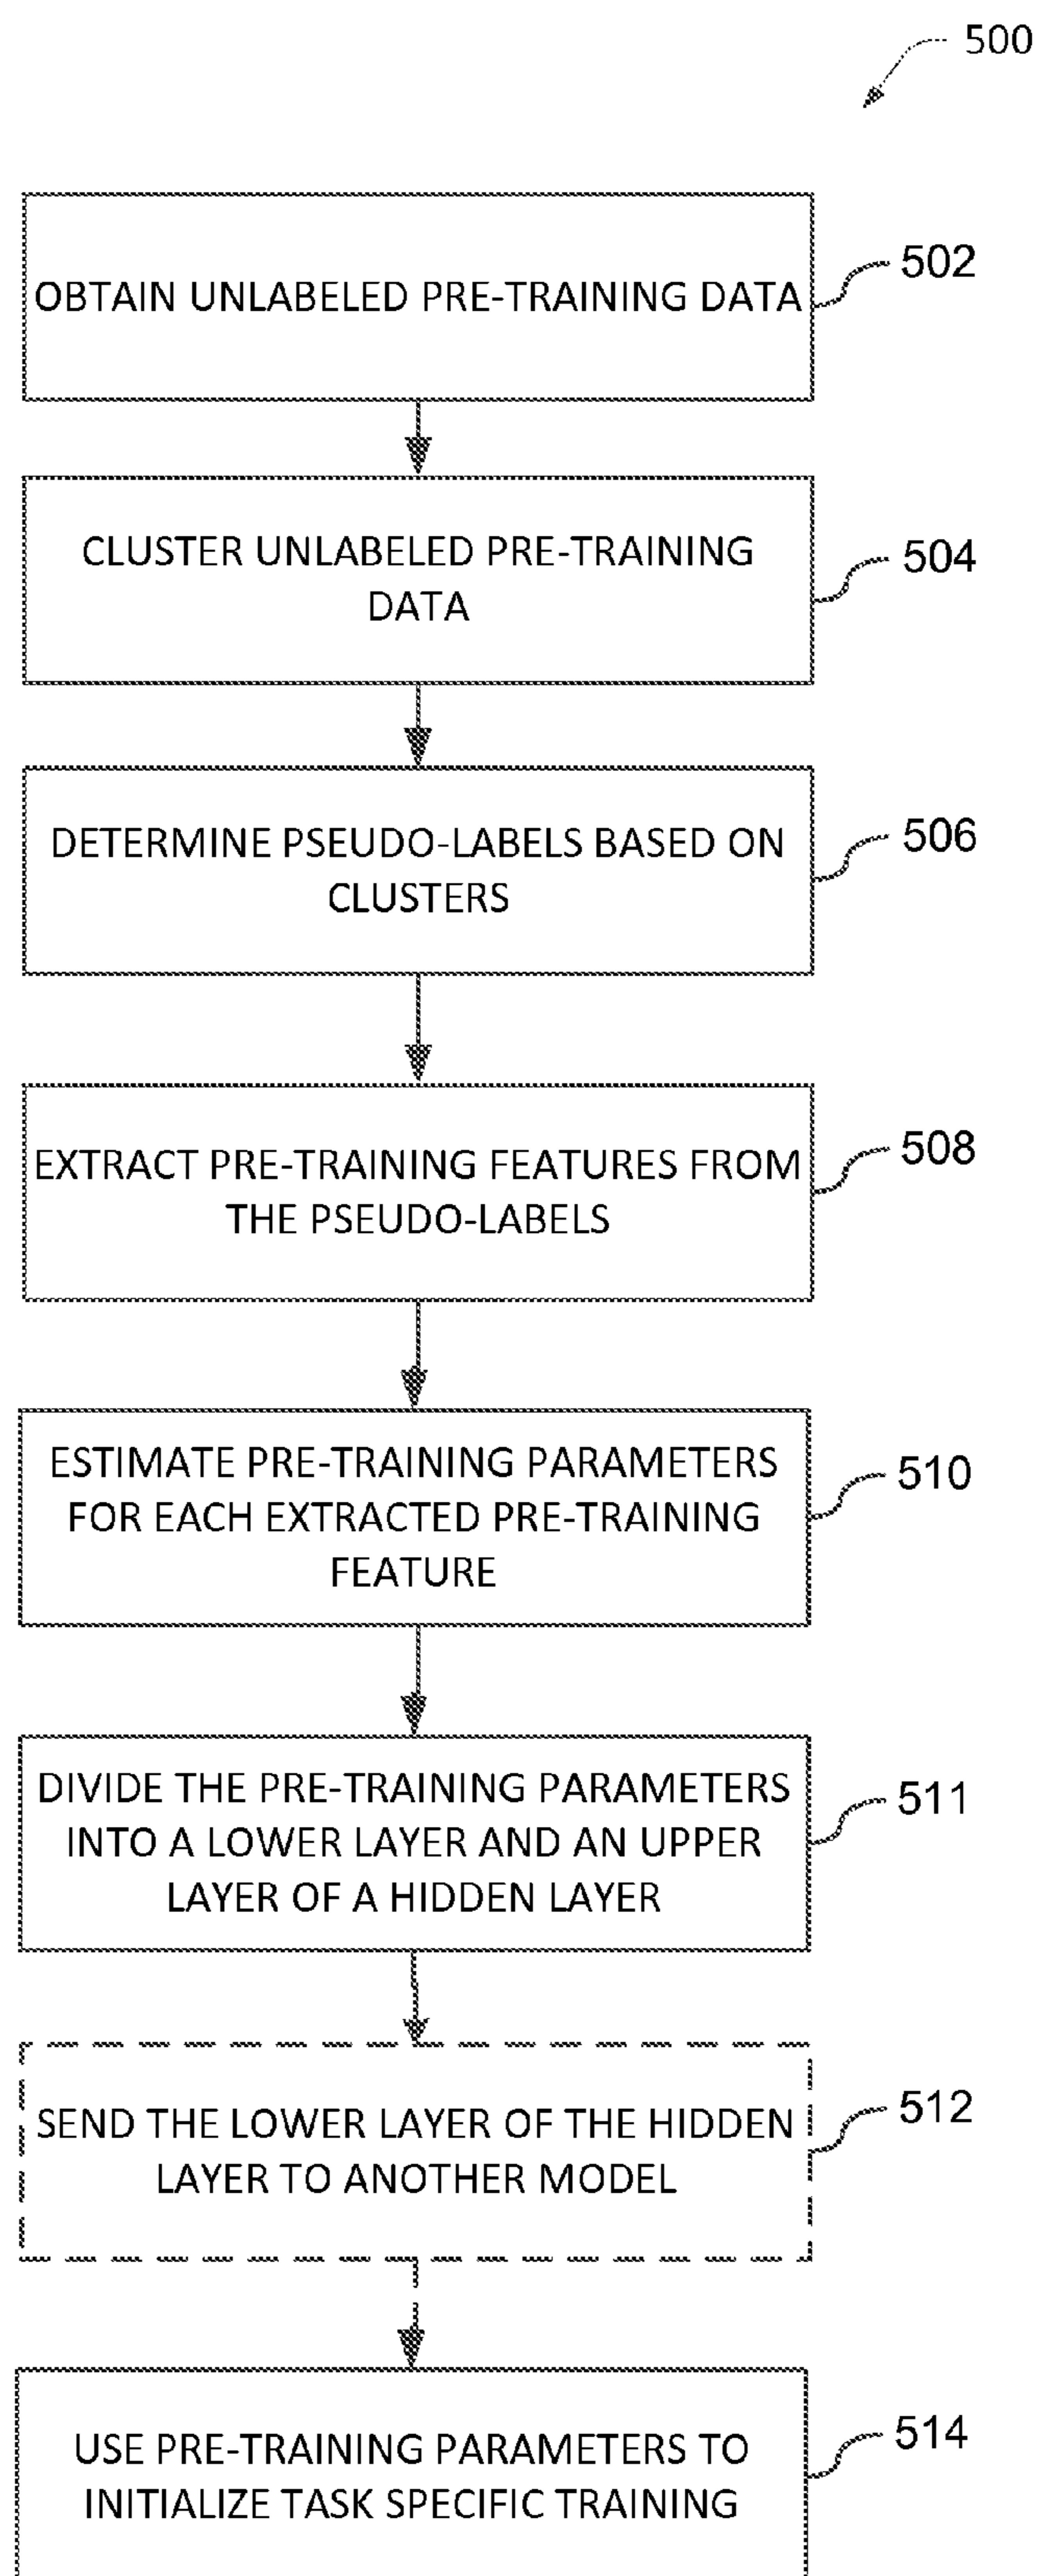 500
OBTAIN UNLABELED PRE-TRAINING DATA
502
CLUSTER UNLABELED PRE-TRAINING
DATA
504
DETERMINE PSEUDO-LABELS BASED ON
CLUSTERS
506
EXTRACT PRE-TRAINING FEATURES FROM
THE PSEUDO-LABELS
508
ESTIMATE PRE-TRAINING PARAMETERS
FOR EACH EXTRACTED PRE-TRAINING
FEATURE
510
DIVIDE THE PRE-TRAINING PARAMETERS
INTO A LOWER LAYER AND AN UPPER
LAYER OF A HIDDEN LAYER
511
SEND THE LOWER LAYER OF THE HIDDEN
LAYER TO ANOTHER MODEL
512
USE PRE-TRAINING PARAMETERS TO
INITIALIZE TASK SPECIFIC TRAINING
514